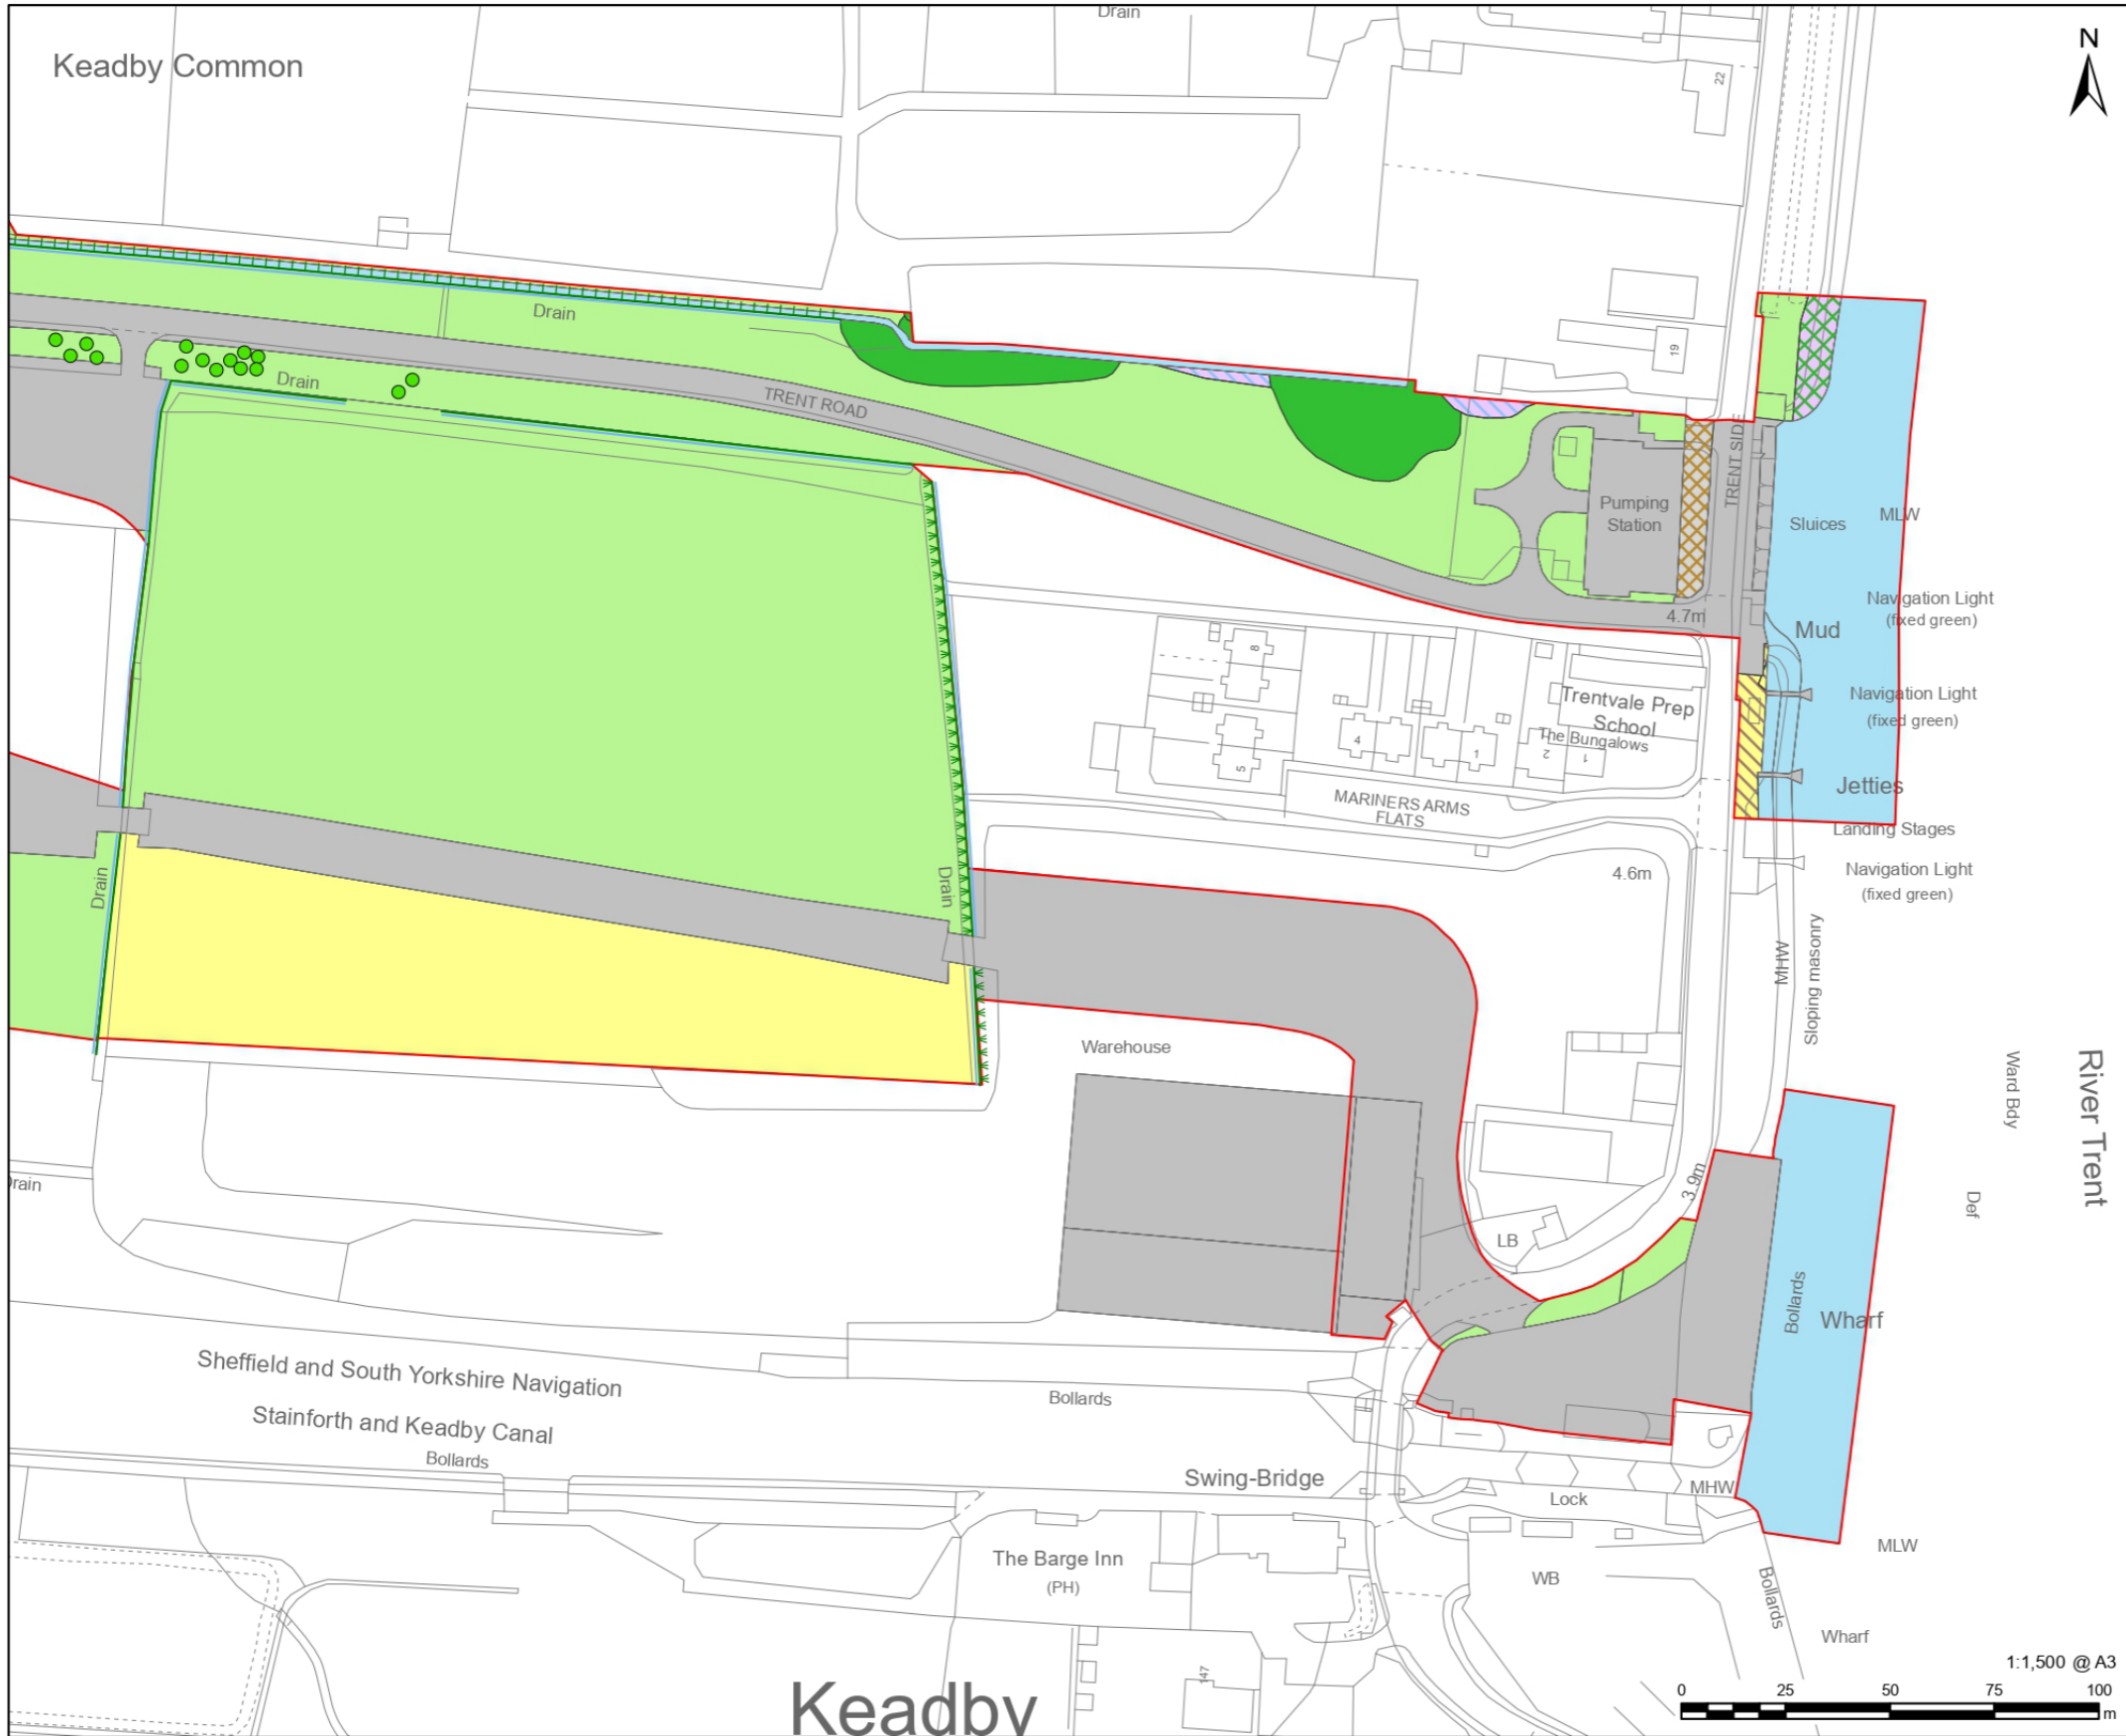 Drain
Keadby Common
N
22
Drain
19
Drain
TRENT ROAD
TRENT SIDE
Pumping
Station
Sluices
MLW
Navigation Light
(fixed green)
4.7m
Mud
8
Trentvale Prep
School
Navigation Light
(fixed green)
The Bungalows
4
1
2
1
5
Jetties
MARINERS ARMS
FLATS
Landing Stages
Navigation Light
(fixed green)
4.6m
Drain
Drain
MHW
Sloping masonry
Warehouse
Ward Bdy
River Trent
rain
3.9m
Def
LB
Bollards
Wharf
Sheffield and South Yorkshire Navigation
Bollards
Stainforth and Keadby Canal
Bollards
Swing-Bridge
Lock
MHW
MLW
The Barge Inn
(PH)
WB
Bollards
Wharf
147
Keadby
1:1,500 @ A3
0 25 50 75 100
m